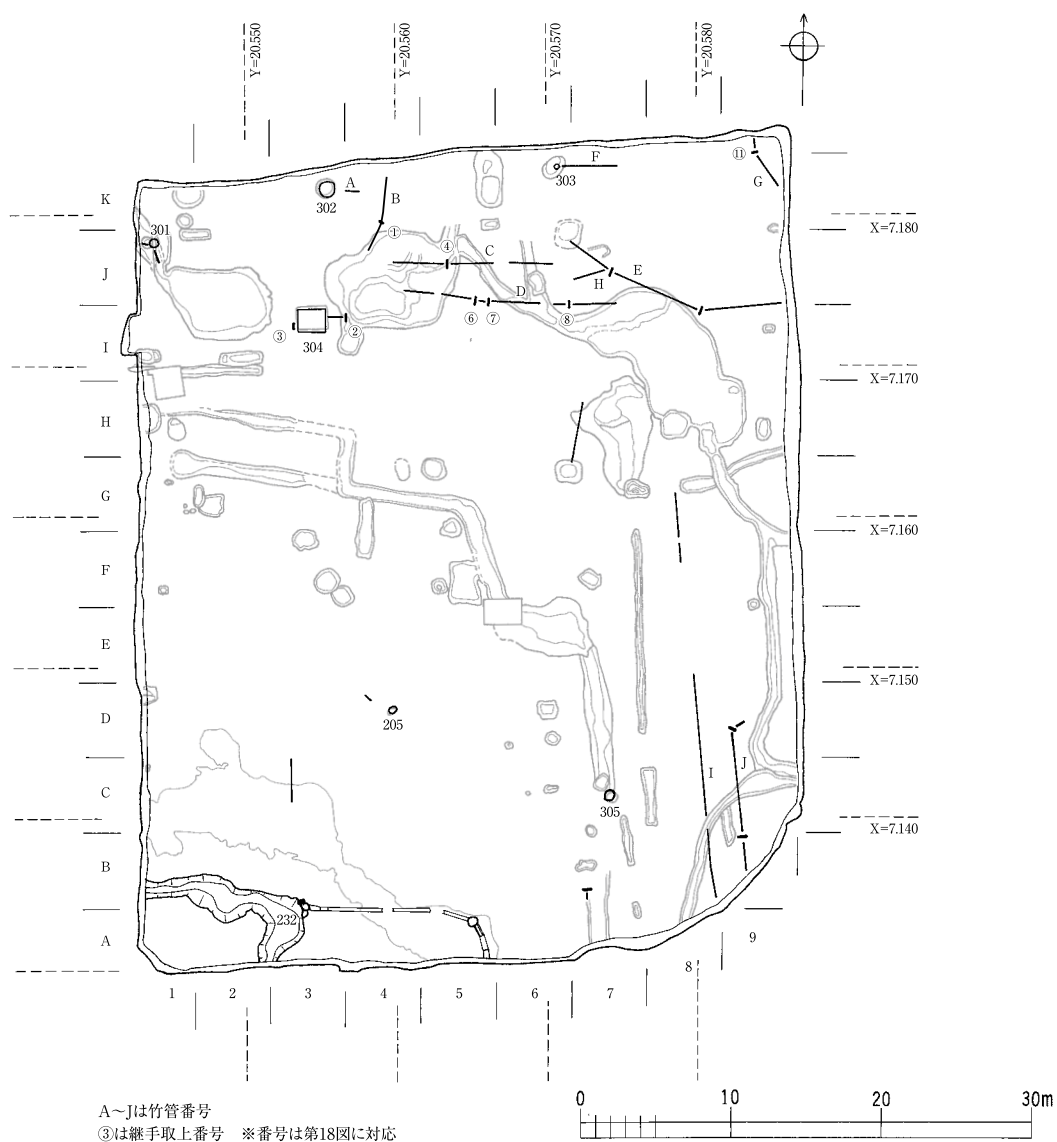 Y=20.550
Y=20.560
Y=20.570
Y=20.580
⑪
F
303
G
A
302
B
K
①
301
X=7.180
④
C
E
H
J
D
⑥
⑦
⑧
③
304
②
I
X=7.170
H
G
X=7.160
F
E
X=7.150
D
205
I
J
C
305
X=7.140
B
232
A
9
8
1
2
3
4
5
6
7
A～Jは竹管番号
③は継手取上番号　※番号は第18図に対応
0
10
20
30m